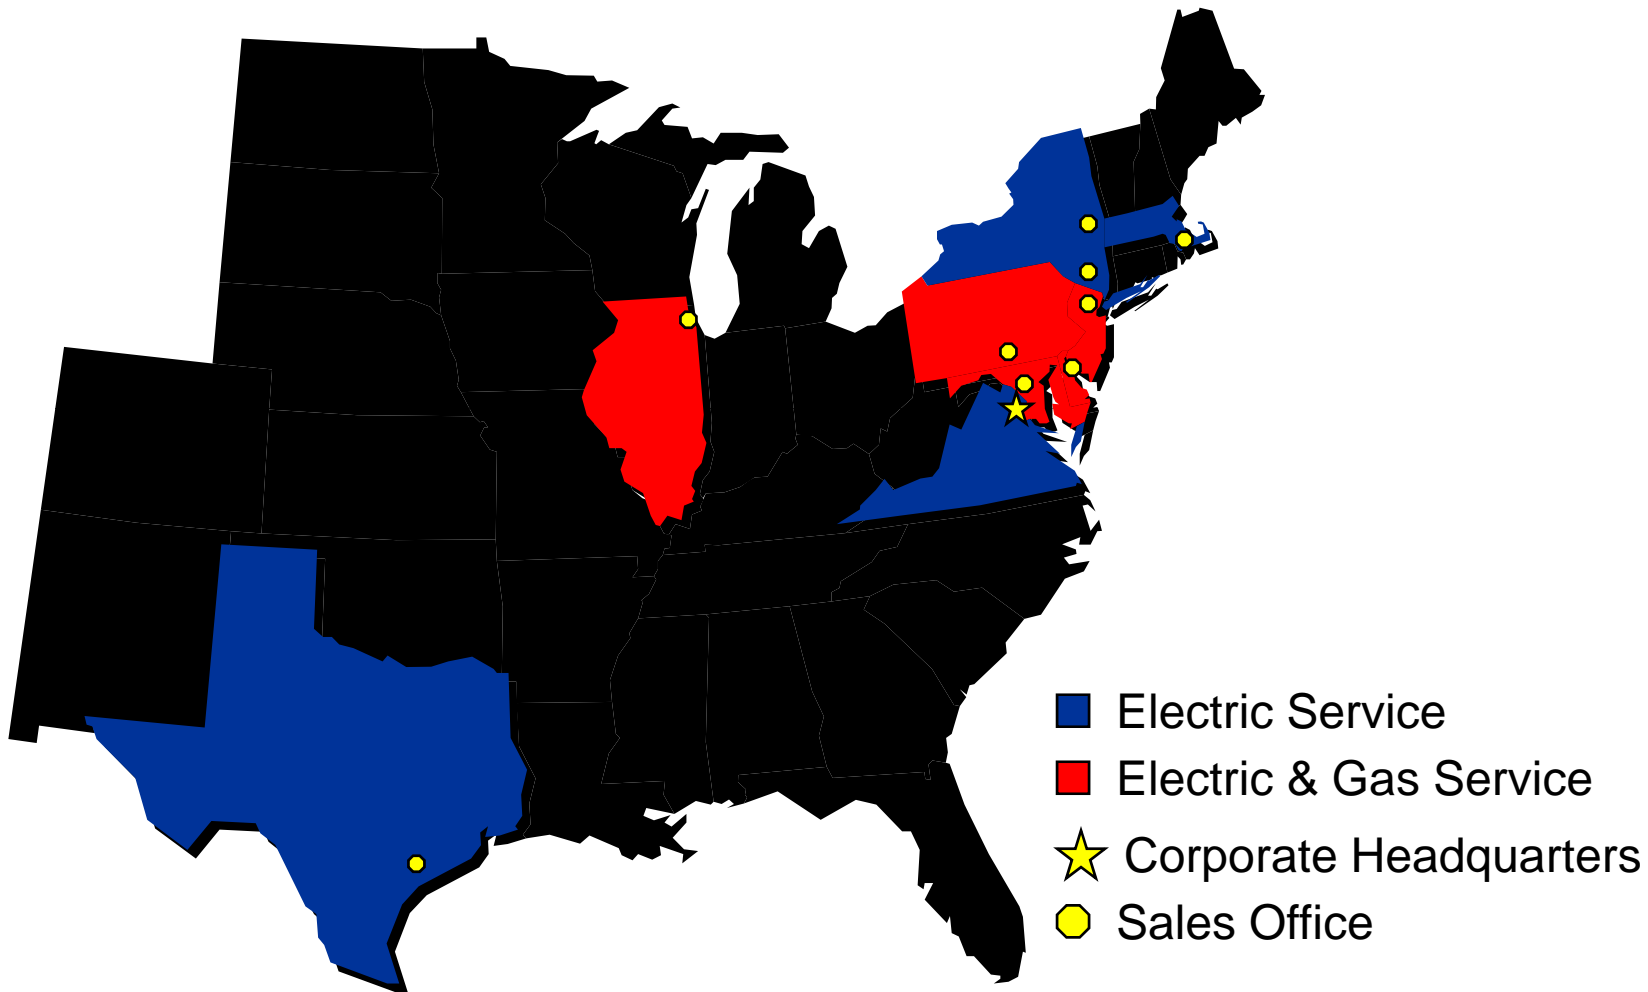 Electric Service
Electric & Gas Service
Corporate Headquarters
Sales Office